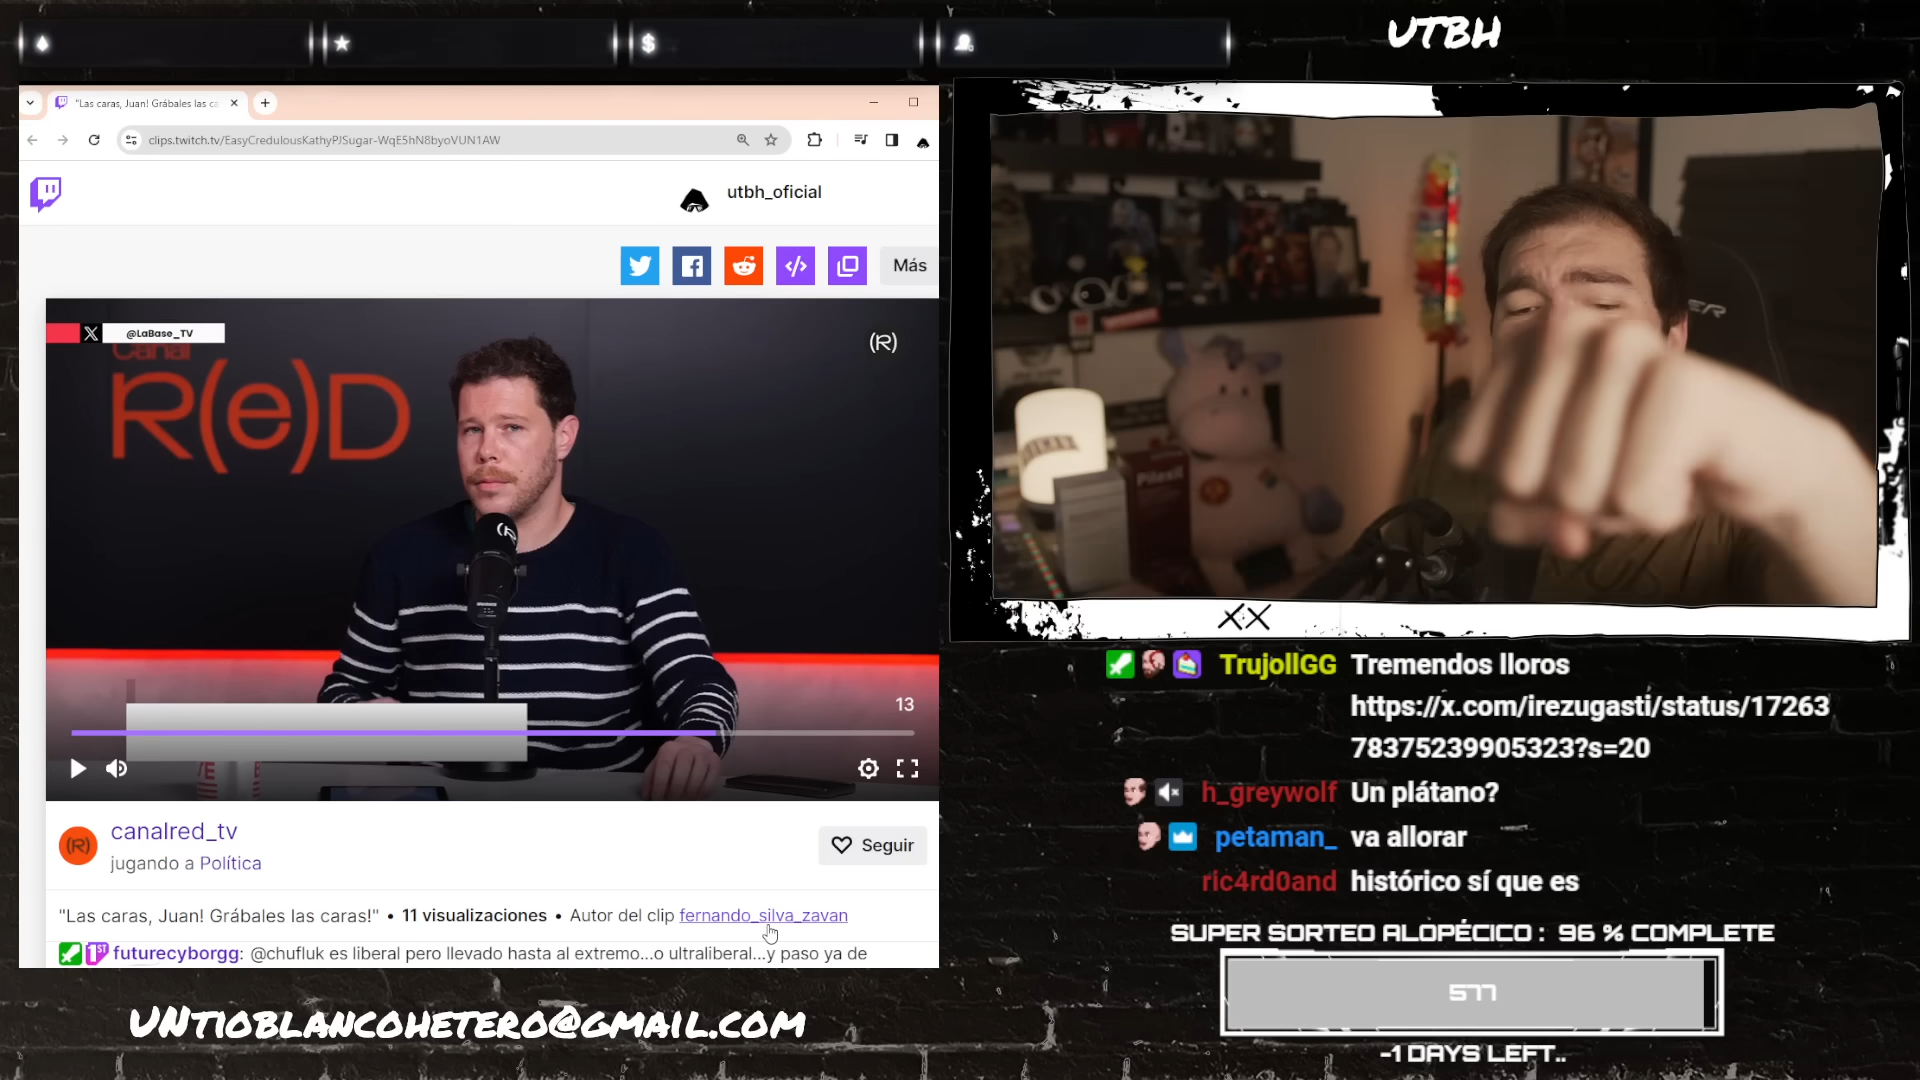 UTBH
"Las caras, Juan! Grábales las ca
clips.twitch.tv/EasyCredulousKathyPJSugar-WqE5hN8byoVUN1AW
utbh_oficial
Más
@LaBase_TV
Canal
R(e)D
(R)
13
canalred_tv
jugando a Política
Seguir
"Las caras, Juan! Grábales las caras!" • 11 visualizaciones • Autor del clip fernando_silva_zavan
futurecyborgg: @chufluk es liberal pero llevado hasta al extremo...o ultraliberal...y paso ya de
UNtioblancohetero@gmail.com
XX
TrujollGG Tremendos lloros
https://x.com/irezugasti/status/17263
78375239905323?s=20
h_greywolf Un plátano?
petaman_ va allorar
ric4rd0and histórico sí que es
SUPER SORTEO ALOPÉCICO : 96 % COMPLETE
577
-1 DAYS LEFT..